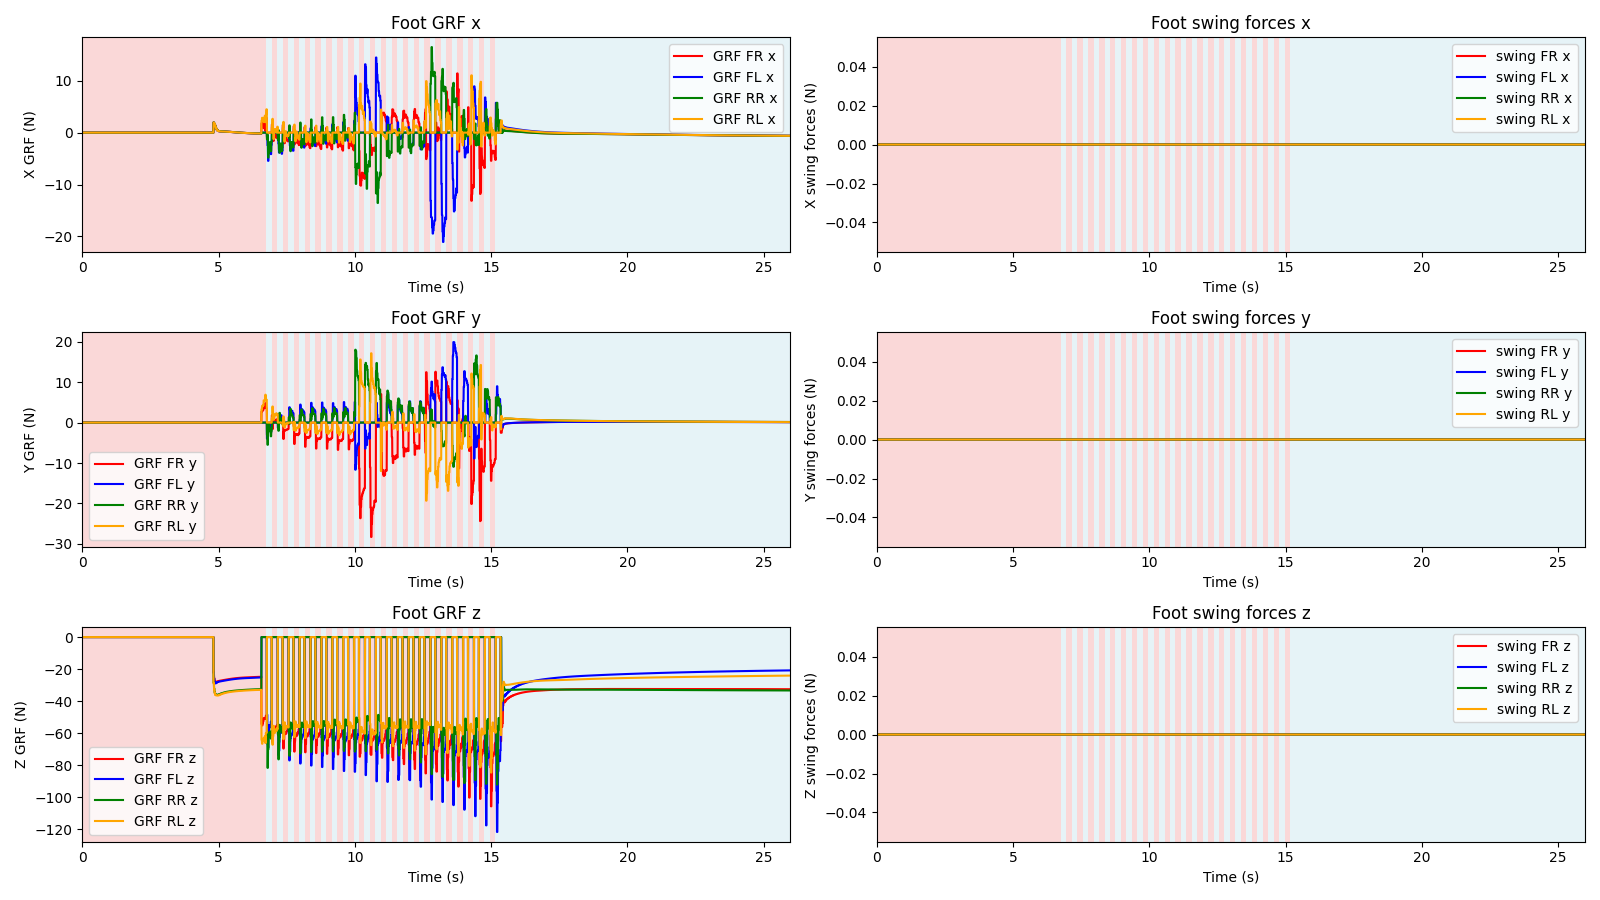 Foot GRF x
X GRF (N)
10
0
−10
−20
GRF FR x
GRF FL x
GRF RR x
GRF RL x
0 5 10 15 20 25
Time (s)
Foot swing forces x
X swing forces (N)
0.04
0.02
0.00
−0.02
−0.04
swing FR x
swing FL x
swing RR x
swing RL x
0 5 10 15 20 25
Time (s)
Foot GRF y
Y GRF (N)
20
10
0
−10
−20
−30
GRF FR y
GRF FL y
GRF RR y
GRF RL y
0 5 10 15 20 25
Time (s)
Foot swing forces y
Y swing forces (N)
0.04
0.02
0.00
−0.02
−0.04
swing FR y
swing FL y
swing RR y
swing RL y
0 5 10 15 20 25
Time (s)
Foot GRF z
Z GRF (N)
0
−20
−40
−60
−80
−100
−120
GRF FR z
GRF FL z
GRF RR z
GRF RL z
0 5 10 15 20 25
Time (s)
Foot swing forces z
Z swing forces (N)
0.04
0.02
0.00
−0.02
−0.04
swing FR z
swing FL z
swing RR z
swing RL z
0 5 10 15 20 25
Time (s)